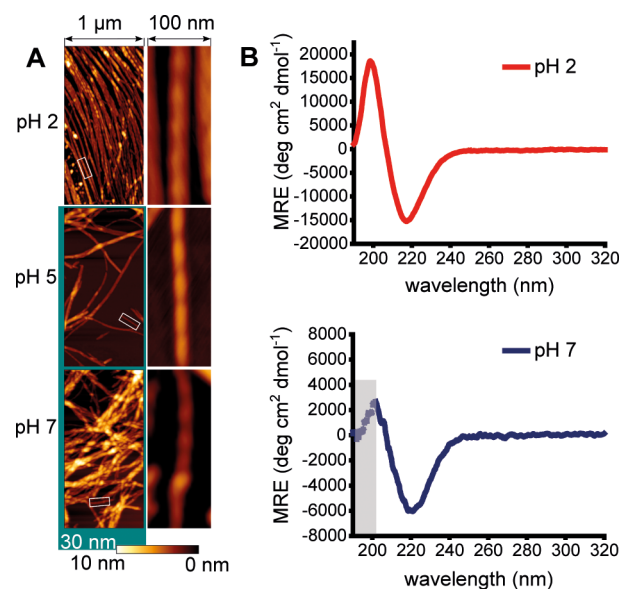 1 µm
100 nm
A
pH 2
pH 5
pH 7
30 nm
10 nm
0 nm
B
MRE (deg cm² dmol⁻¹)
20000
15000
10000
5000
0
-5000
-10000
-15000
-20000
pH 2
200 220 240 260 280 300 320
wavelength (nm)
MRE (deg cm² dmol⁻¹)
8000
6000
4000
2000
0
-2000
-4000
-6000
-8000
pH 7
200 220 240 260 280 300 320
wavelength (nm)